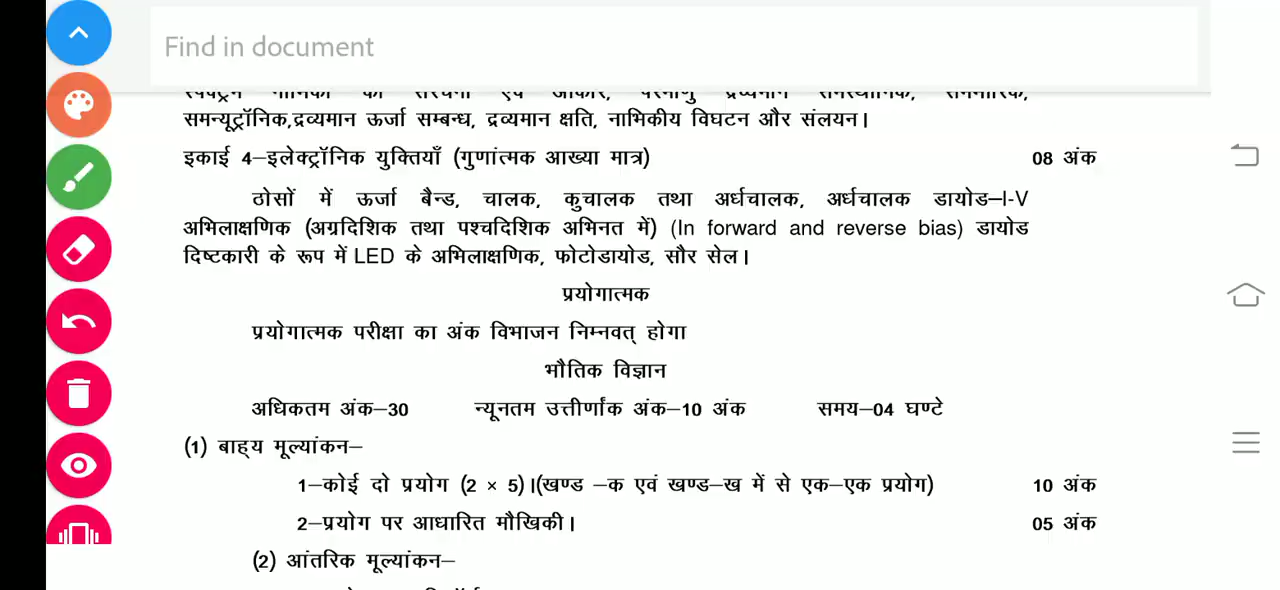 Find in document
समन्यूट्रॉनिक,द्रव्यमान ऊर्जा सम्बन्ध, द्रव्यमान क्षति, नाभिकीय विघटन और संलयन।
इकाई 4–इलेक्ट्रॉनिक युक्तियाँ (गुणांत्मक आख्या मात्र) 08 अंक
ठोसों में ऊर्जा बैन्ड, चालक, कुचालक तथा अर्धचालक, अर्धचालक डायोड–I-V
अभिलाक्षणिक (अग्रदिशिक तथा पश्चदिशिक अभिनत में) (In forward and reverse bias) डायोड
दिष्टकारी के रूप में LED के अभिलाक्षणिक, फोटोडायोड, सौर सेल।
प्रयोगात्मक
प्रयोगात्मक परीक्षा का अंक विभाजन निम्नवत् होगा
भौतिक विज्ञान
अधिकतम अंक–30 न्यूनतम उत्तीर्णांक अंक–10 अंक समय–04 घण्टे
(1) बाह्य मूल्यांकन–
1–कोई दो प्रयोग (2 × 5)।(खण्ड –क एवं खण्ड–ख में से एक–एक प्रयोग) 10 अंक
2–प्रयोग पर आधारित मौखिकी। 05 अंक
(2) आंतरिक मूल्यांकन–